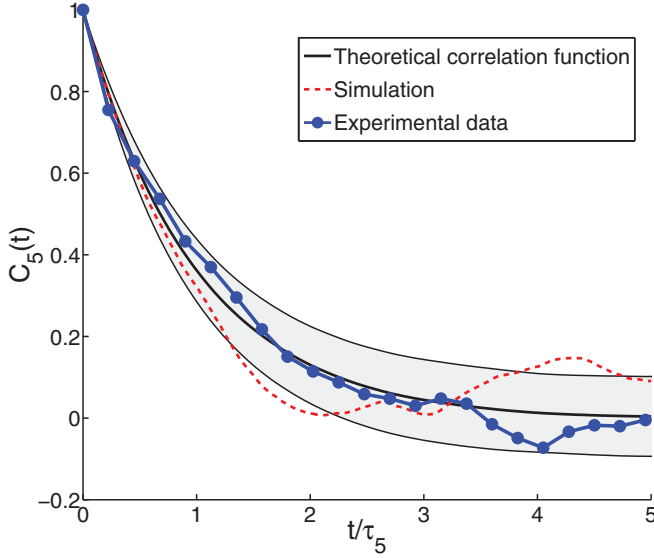 1
0.8
0.6
0.4
0.2
0
−0.2
C5(t)
Theoretical correlation function
Simulation
Experimental data
0 1 2 3 4 5
t/τ5